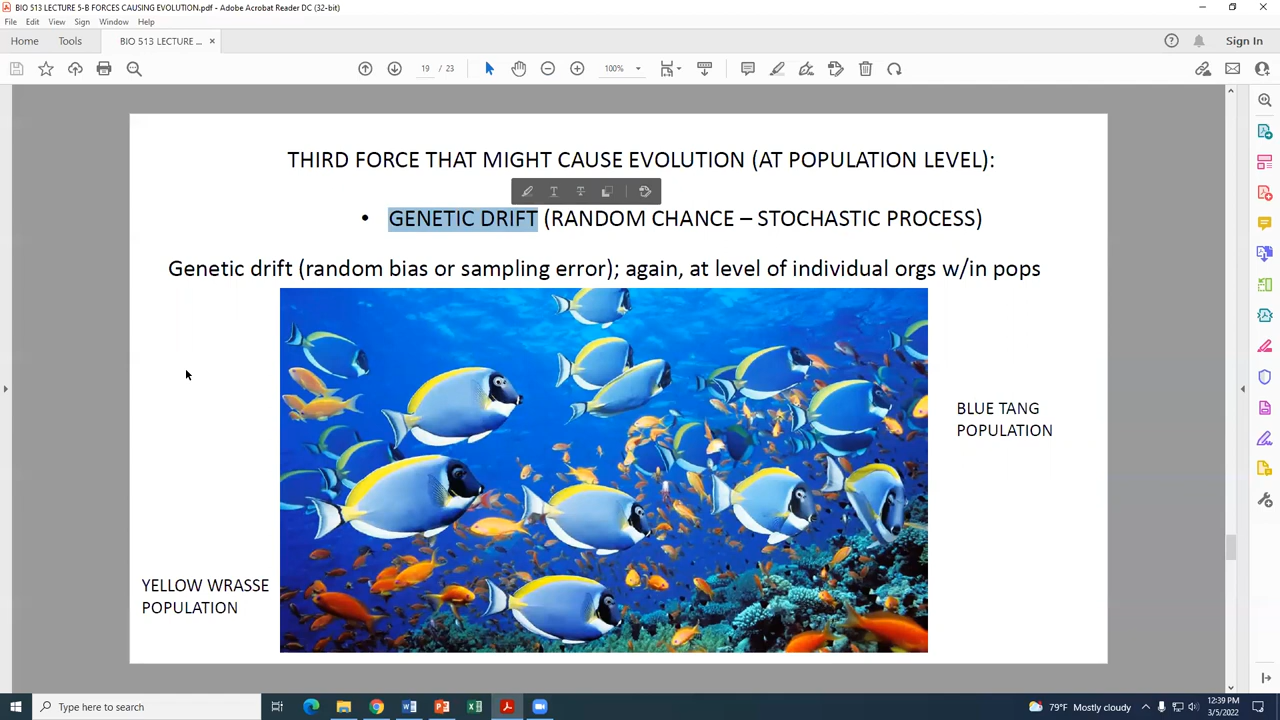 BIO 513 LECTURE 5-B FORCES CAUSING EVOLUTION.pdf - Adobe Acrobat Reader DC (32-bit)
File Edit View Sign Window Help
Home Tools BIO 513 LECTURE ... × Sign In
19 / 23 100%
THIRD FORCE THAT MIGHT CAUSE EVOLUTION (AT POPULATION LEVEL):
• GENETIC DRIFT (RANDOM CHANCE – STOCHASTIC PROCESS)
Genetic drift (random bias or sampling error); again, at level of individual orgs w/in pops
BLUE TANG
POPULATION
YELLOW WRASSE
POPULATION
Type here to search
79°F Mostly cloudy
12:39 PM
3/5/2022